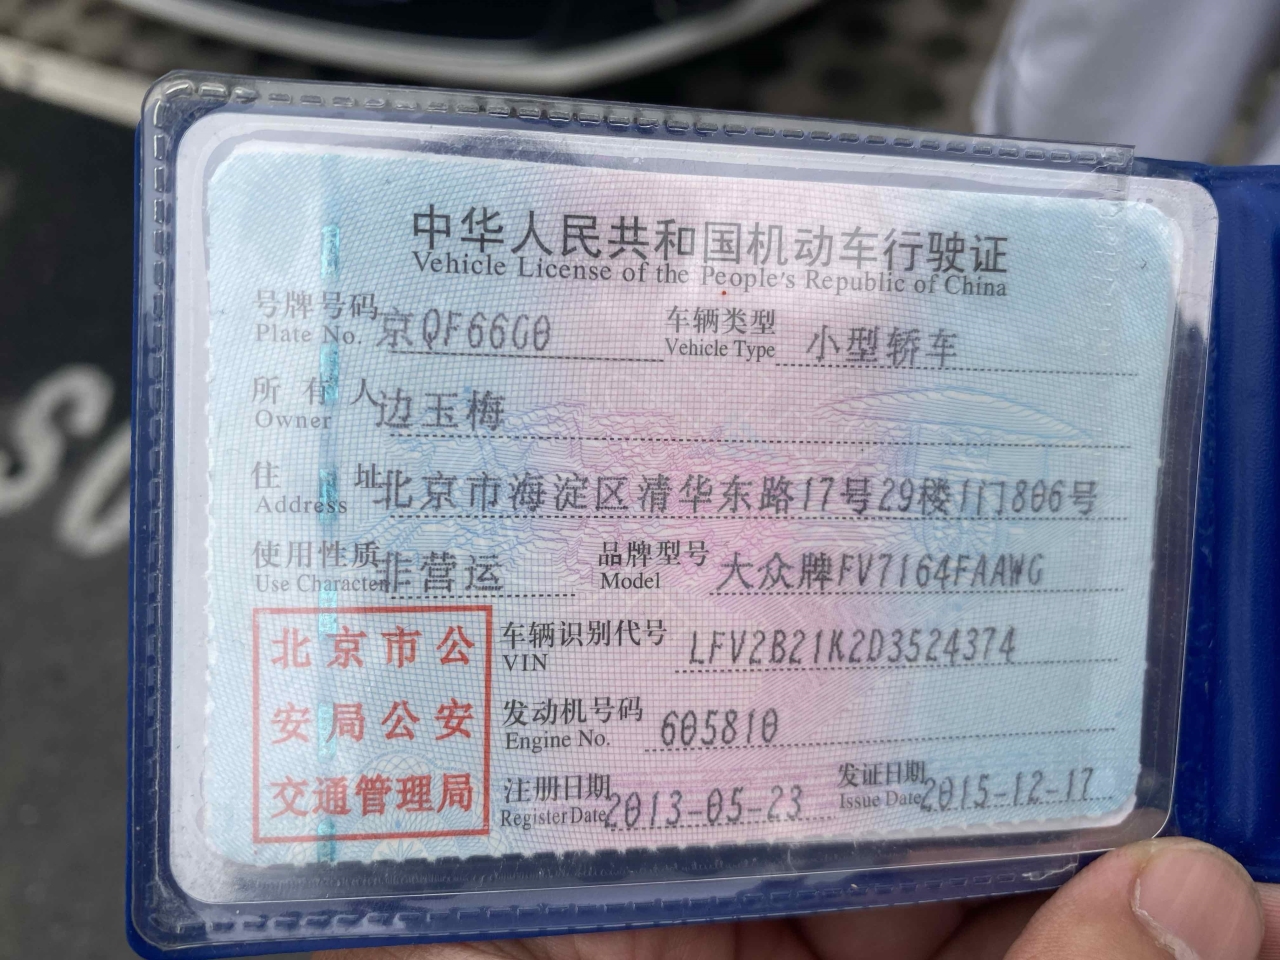 中华人民共和国机动车行驶证
Vehicle License of the People's Republic of China
号牌号码 京QF66G0 车辆类型 小型轿车
Plate No. Vehicle Type
所有人 边玉梅
Owner
住址 北京市海淀区清华东路17号29楼1门806号
Address
使用性质 非营运 品牌型号 大众牌FV7164FAAWG
Use Character Model
北京市公
安局公安
交通管理局
车辆识别代号 LFV2B21K2D3524374
VIN
发动机号码 605810
Engine No.
注册日期 2013-05-23 发证日期 2015-12-17
Register Date Issue Date